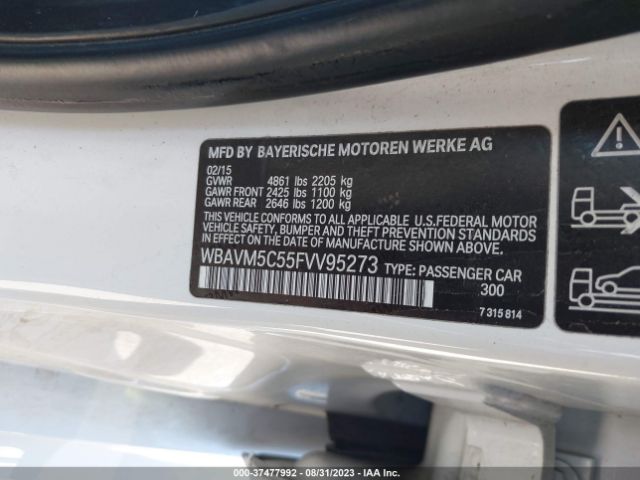 MFD BY BAYERISCHE MOTOREN WERKE AG
02/15
GVWR 4861 lbs 2205 kg
GAWR FRONT 2425 lbs 1100 kg
GAWR REAR 2646 lbs 1200 kg
THIS VEHICLE CONFORMS TO ALL APPLICABLE U.S.FEDERAL MOTOR
VEHICLE SAFETY, BUMPER AND THEFT PREVENTION STANDARDS
IN EFFECT ON THE DATE OF MANUFACTURE SHOWN ABOVE.
WBAVM5C55FVV95273 TYPE: PASSENGER CAR
300
7 315 814
000-37477992 - 08/31/2023 - IAA Inc.